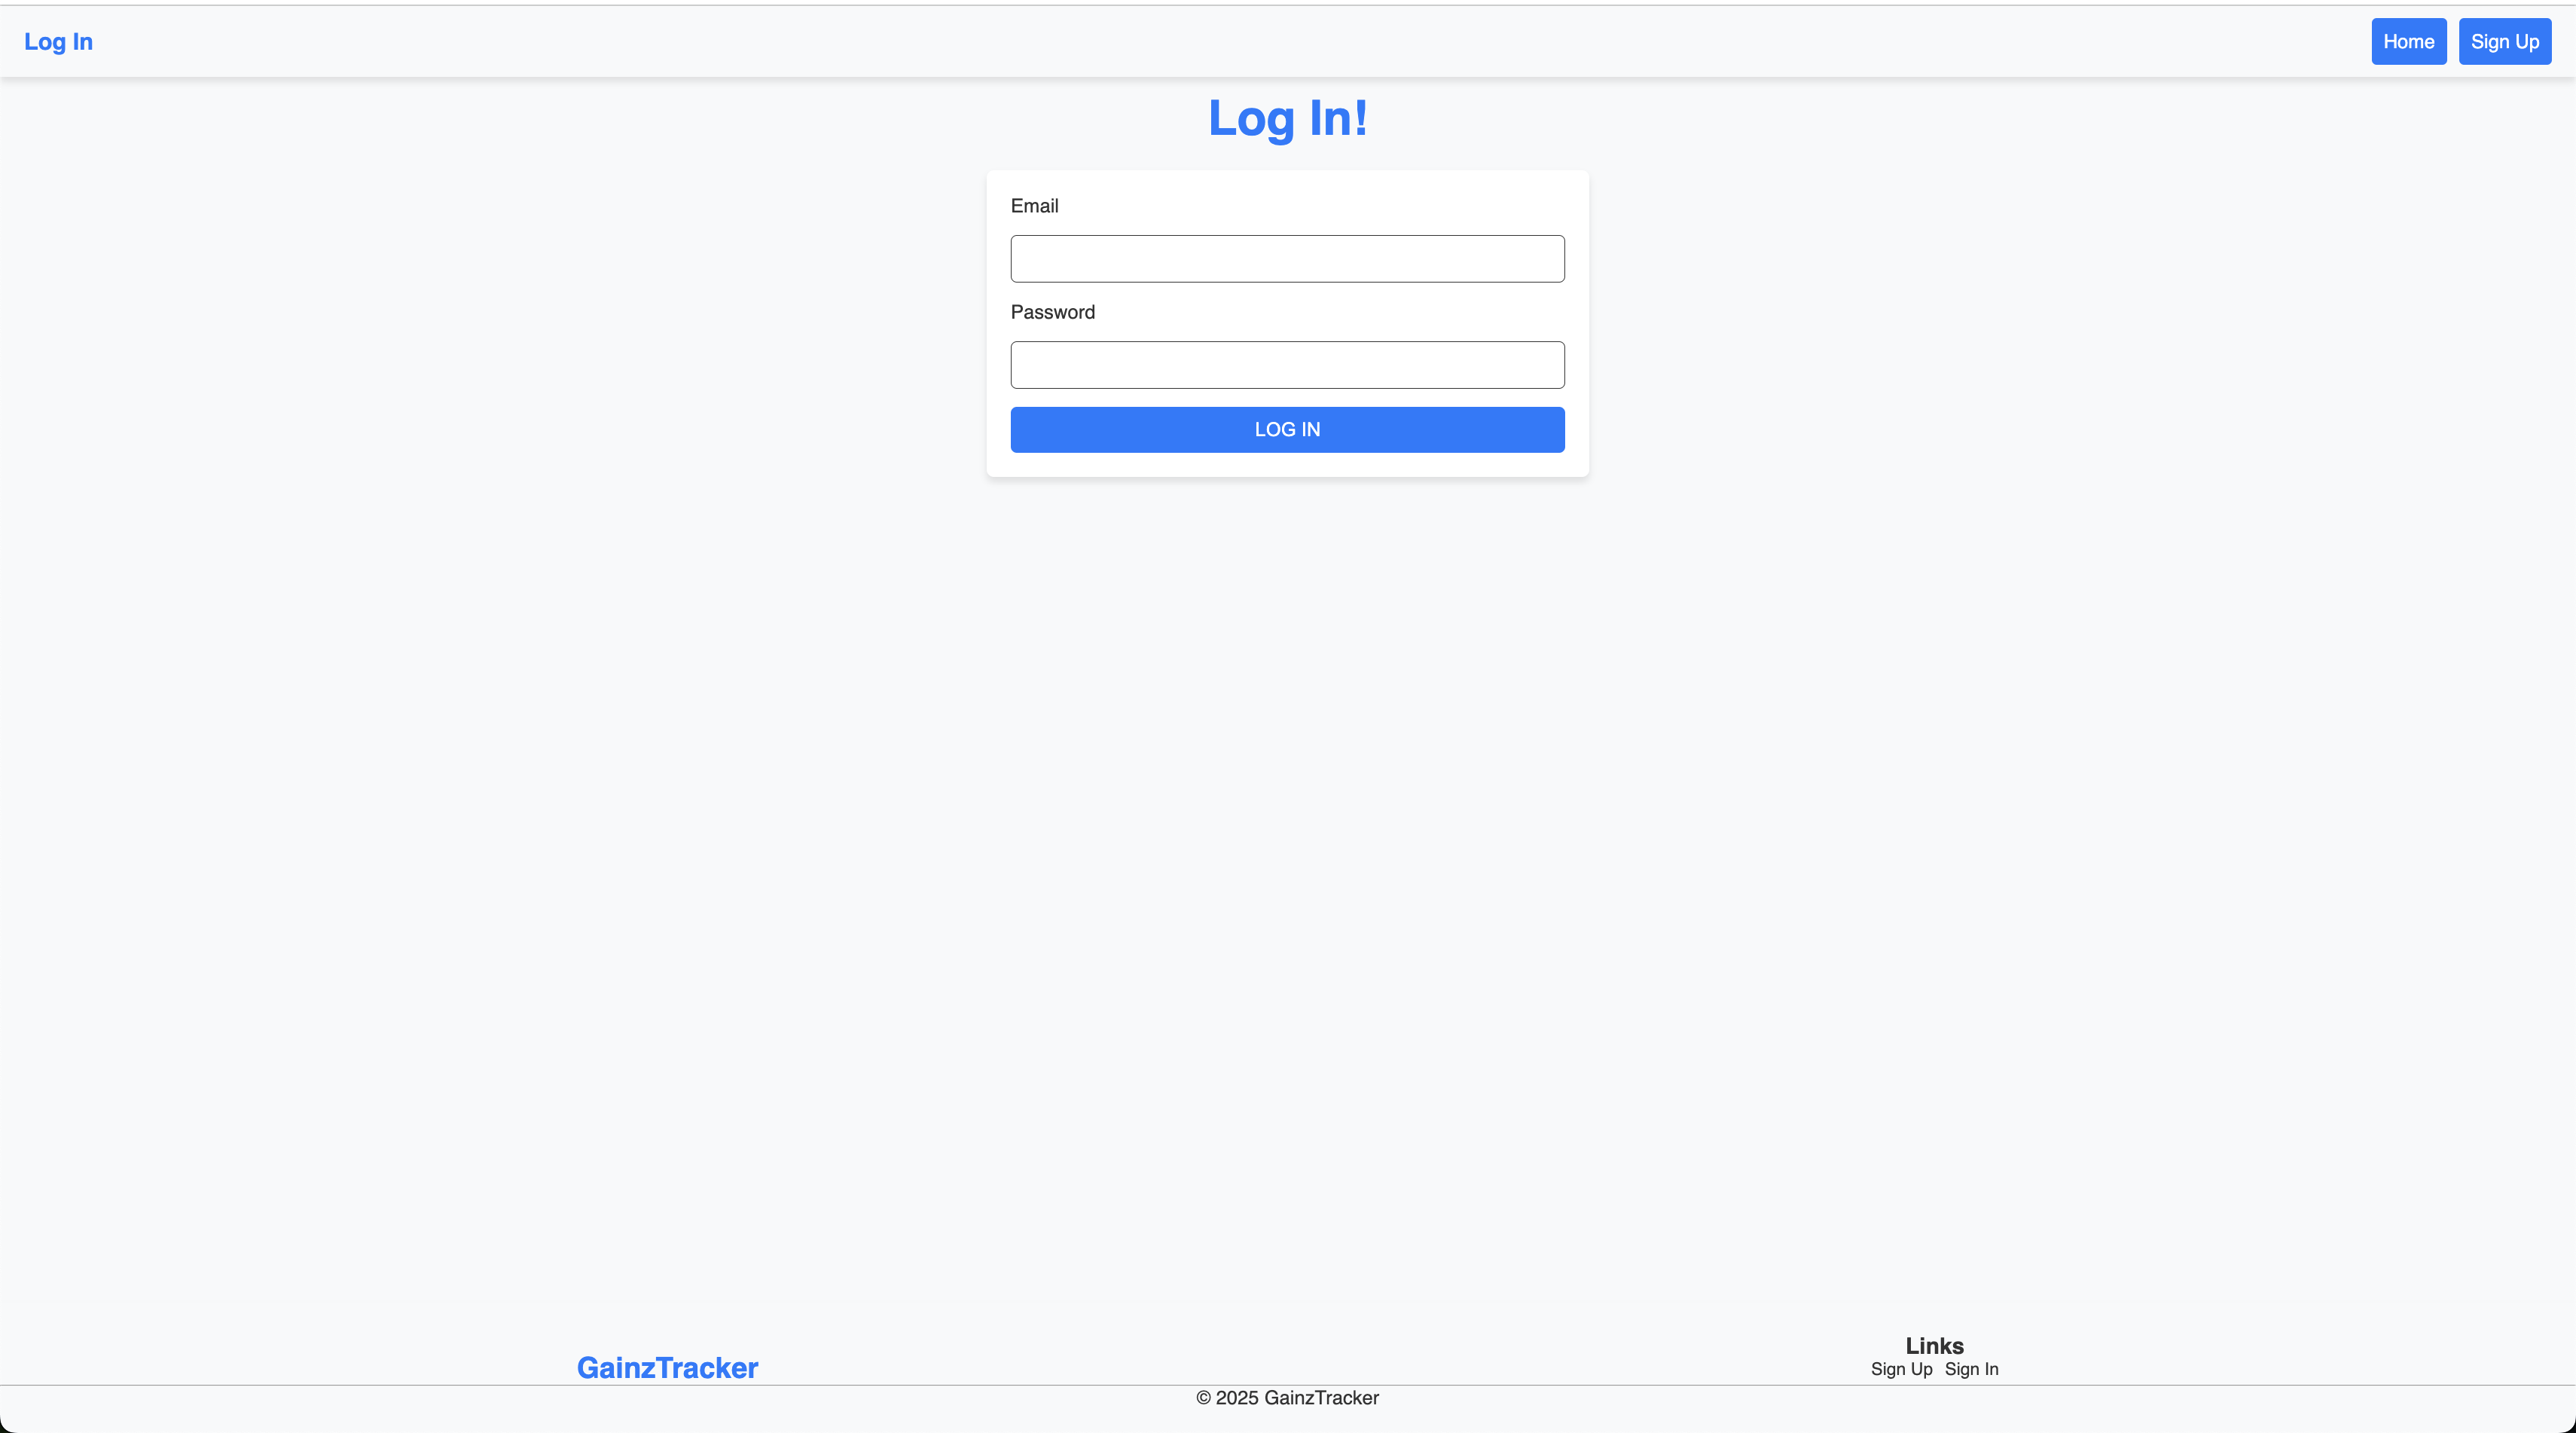 Log In
Home
Sign Up
Log In!
Email
Password
LOG IN
GainzTracker
Links
Sign Up Sign In
© 2025 GainzTracker